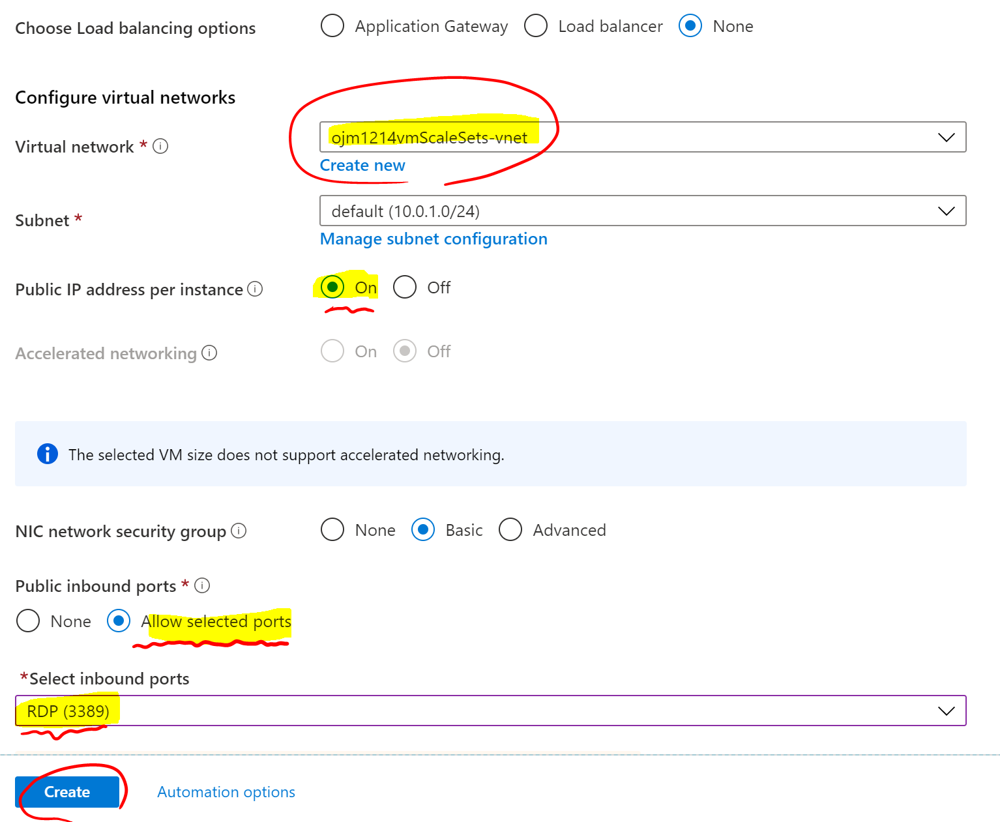 Choose Load balancing options
Application Gateway Load balancer None
Configure virtual networks
Virtual network *
ojm1214vmScaleSets-vnet
Create new
Subnet *
default (10.0.1.0/24)
Manage subnet configuration
Public IP address per instance
On Off
Accelerated networking
On Off
The selected VM size does not support accelerated networking.
NIC network security group
None Basic Advanced
Public inbound ports *
None Allow selected ports
*Select inbound ports
RDP (3389)
Create Automation options